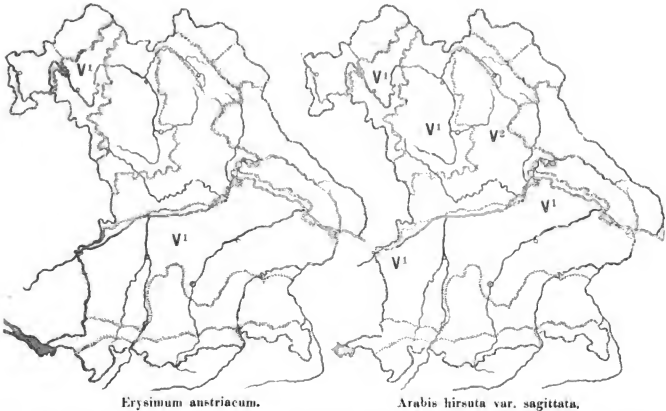 V¹
V¹
V¹
V¹ V²
V¹
V¹
Erysimum austriacum. Arabis hirsuta var. sagittata.